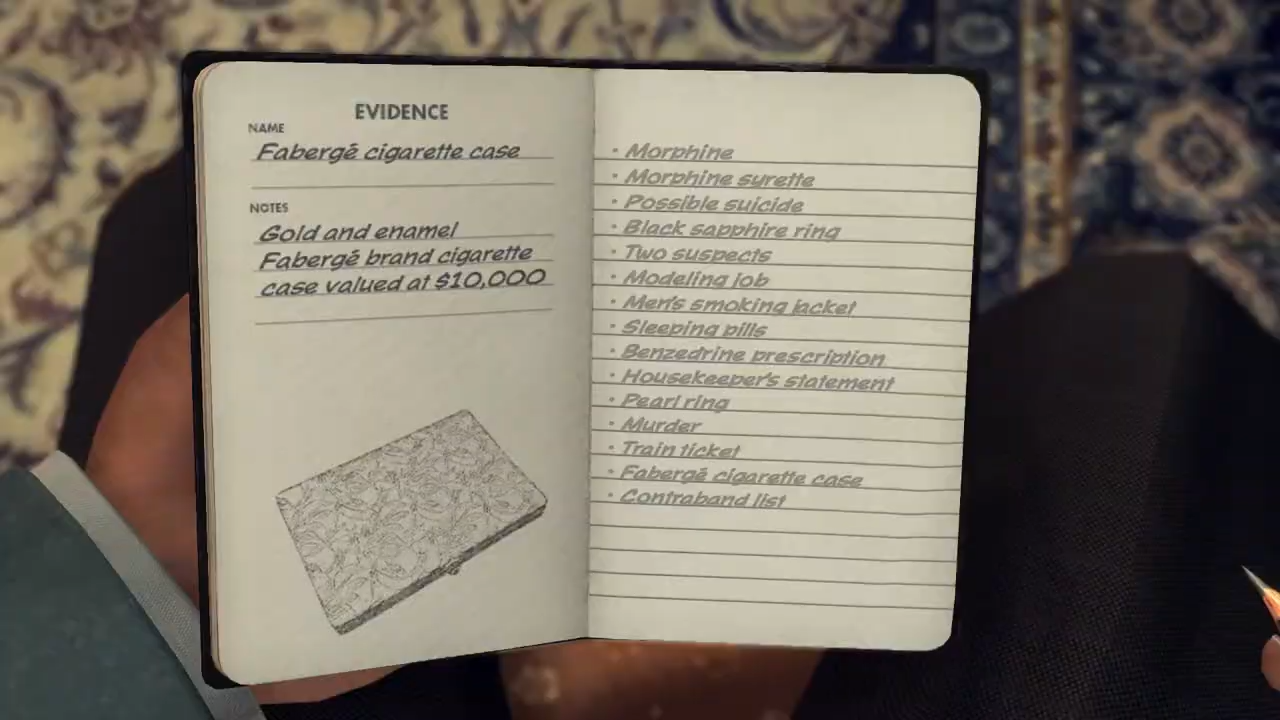 EVIDENCE
NAME
Fabergé cigarette case
NOTES
Gold and enamel
Fabergé brand cigarette
case valued at $10,000
• Morphine
• Morphine syrette
• Possible suicide
• Black sapphire ring
• Two suspects
• Modeling job
• Men's smoking jacket
• Sleeping pills
• Benzedrine prescription
• Housekeeper's statement
• Pearl ring
• Murder
• Train ticket
• Fabergé cigarette case
• Contraband list